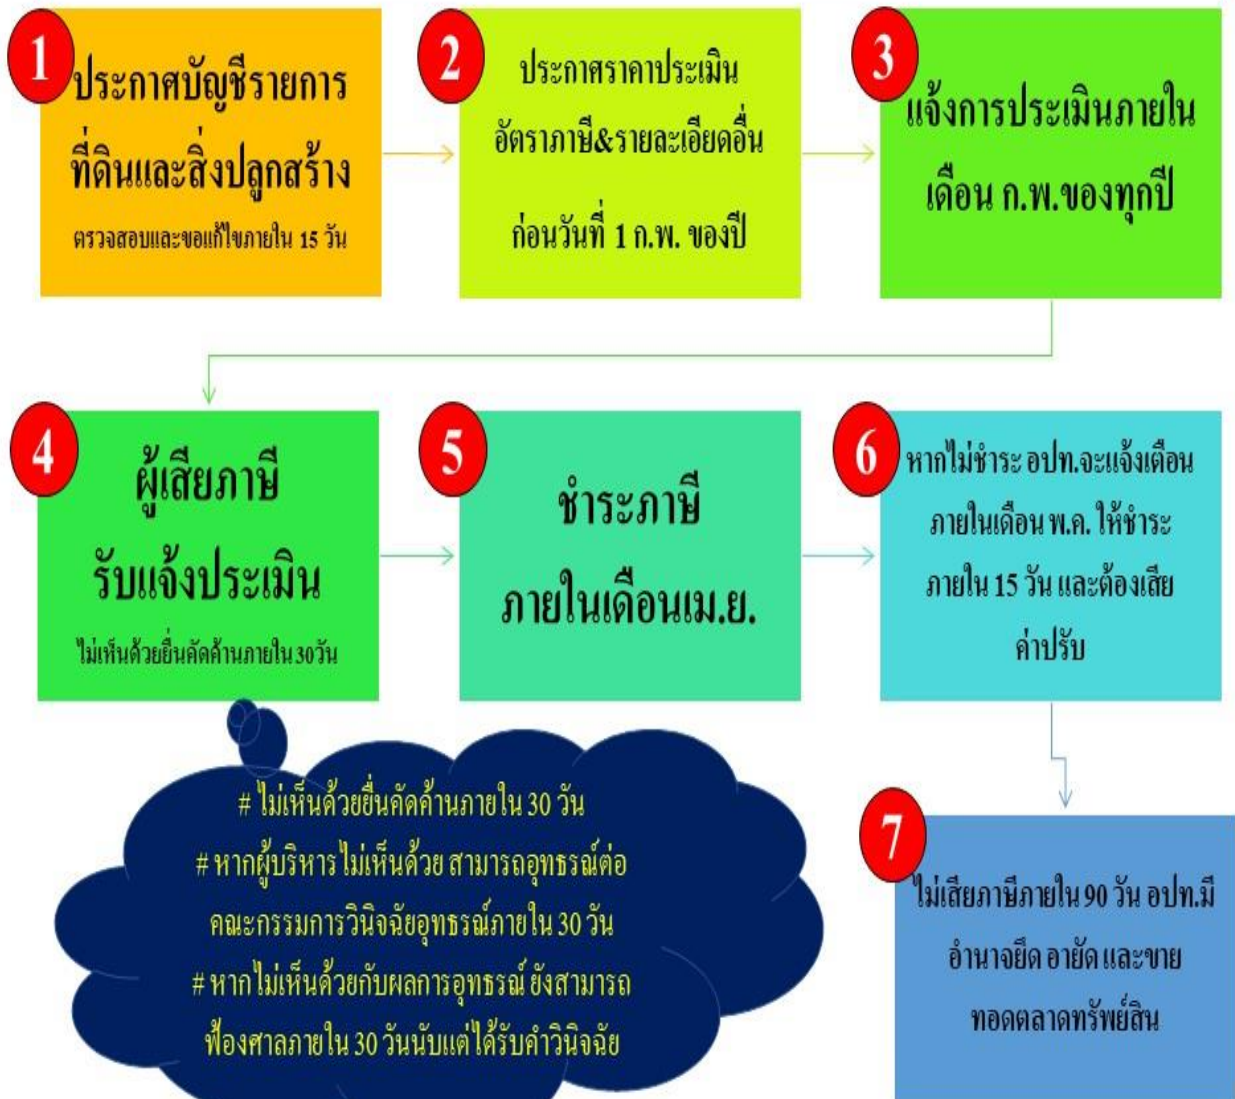 1
ประกาศบัญชีรายการ
ที่ดินและสิ่งปลูกสร้าง
ตรวจสอบและขอแก้ไขภายใน 15 วัน
2
ประกาศราคาประเมิน
อัตราภาษี&รายละเอียดอื่น
ก่อนวันที่ 1 ก.พ. ของปี
3
แจ้งการประเมินภายใน
เดือน ก.พ.ของทุกปี
4
ผู้เสียภาษี
รับแจ้งประเมิน
ไม่เห็นด้วยยื่นคัดค้านภายใน 30วัน
5
ชำระภาษี
ภายในเดือนเม.ย.
6
หากไม่ชำระ อปท.จะแจ้งเตือน
ภายในเดือน พ.ค. ให้ชำระ
ภายใน 15 วัน และต้องเสีย
ค่าปรับ
# ไม่เห็นด้วยยื่นคัดค้านภายใน 30 วัน
# หากผู้บริหารไม่เห็นด้วย สามารถอุทธรณ์ต่อ
คณะกรรมการวินิจฉัยอุทธรณ์ภายใน 30 วัน
# หากไม่เห็นด้วยกับผลการอุทธรณ์ ยังสามารถ
ฟ้องศาลภายใน 30 วันนับแต่ได้รับคำวินิจฉัย
7
ไม่เสียภาษีภายใน 90 วัน อปท.มี
อำนาจยึด อายัด และขาย
ทอดตลาดทรัพย์สิน